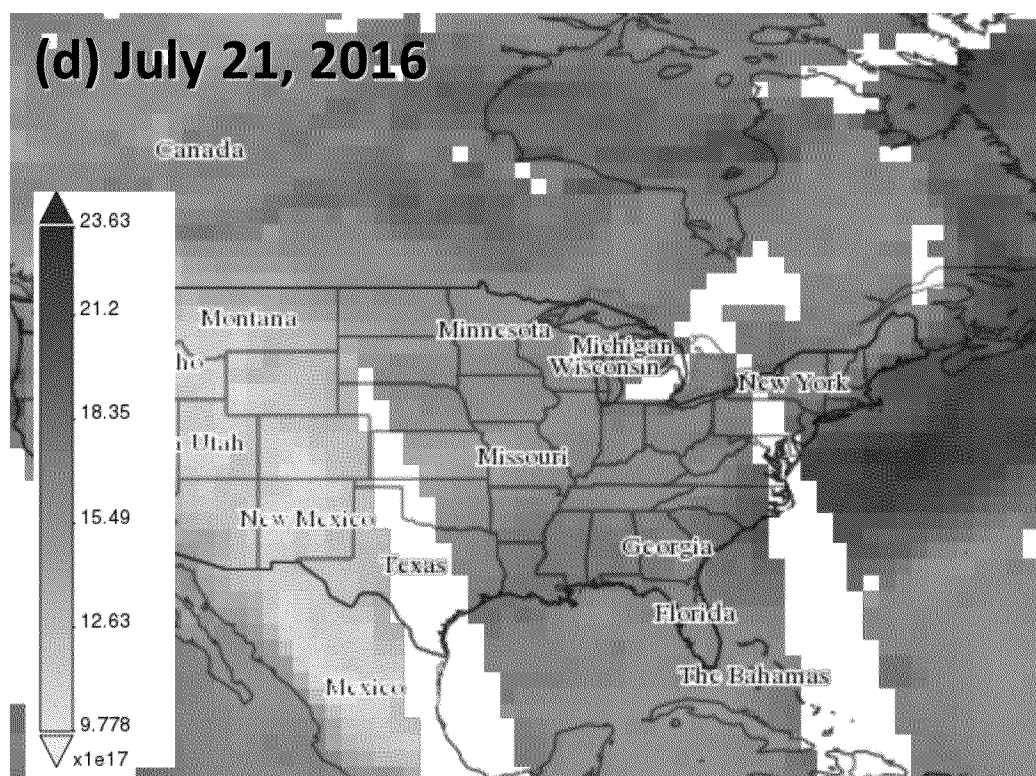 (d) July 21, 2016
Canada
23.63
21.2
Montana
Minnesota
Michigan
ho
Wisconsin
New York
18.35
Utah
Missouri
15.49
New Mexico
Georgia
Texas
12.63
Florida
The Bahamas
Mexico
9.778
x1e17